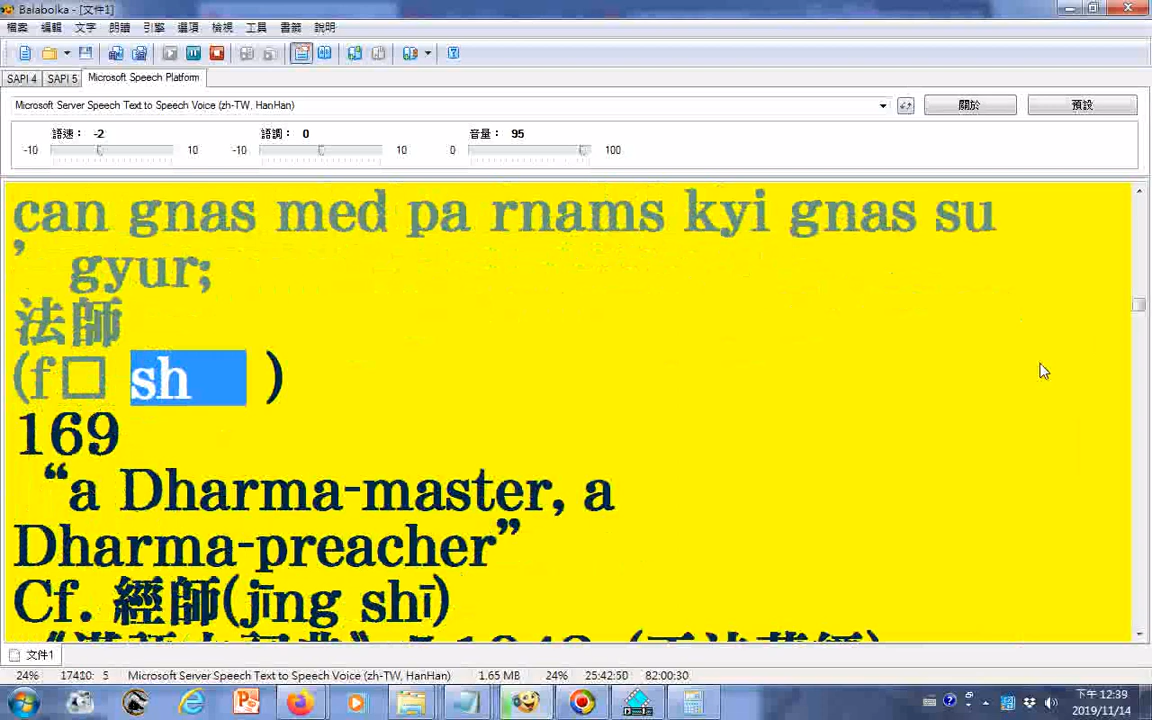 Balabolka - [文件1]
檔案 編輯 文字 朗讀 引擎 選項 檢視 工具 書籤 說明
SAPI 4 SAPI 5 Microsoft Speech Platform
Microsoft Server Speech Text to Speech Voice (zh-TW, HanHan) 關於 預設
語速： -2 語調： 0 音量： 95
-10 10 -10 10 0 100
can gnas med pa rnams kyi gnas su
’ gyur;
法師
(f□ sh )
169
“a Dharma-master, a
Dharma-preacher”
Cf. 經師(jīng shī)
文件1
24% 17410: 5 Microsoft Server Speech Text to Speech Voice (zh-TW, HanHan) 1.65 MB 24% 25:42:50 82:00:30
下午 12:39
2019/11/14